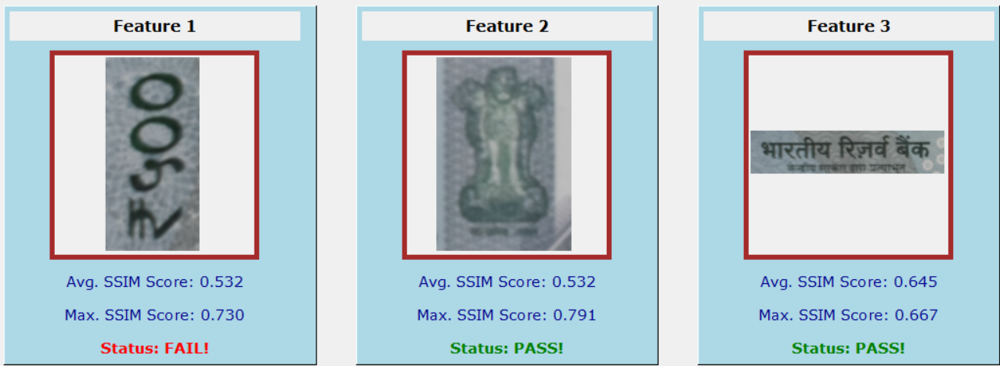 Feature 1
₹५००
Avg. SSIM Score: 0.532
Max. SSIM Score: 0.730
Status: FAIL!
Feature 2
Avg. SSIM Score: 0.532
Max. SSIM Score: 0.791
Status: PASS!
Feature 3
भारतीय रिज़र्व बैंक
केन्द्रीय सरकार द्वारा प्रत्याभूत
Avg. SSIM Score: 0.645
Max. SSIM Score: 0.667
Status: PASS!